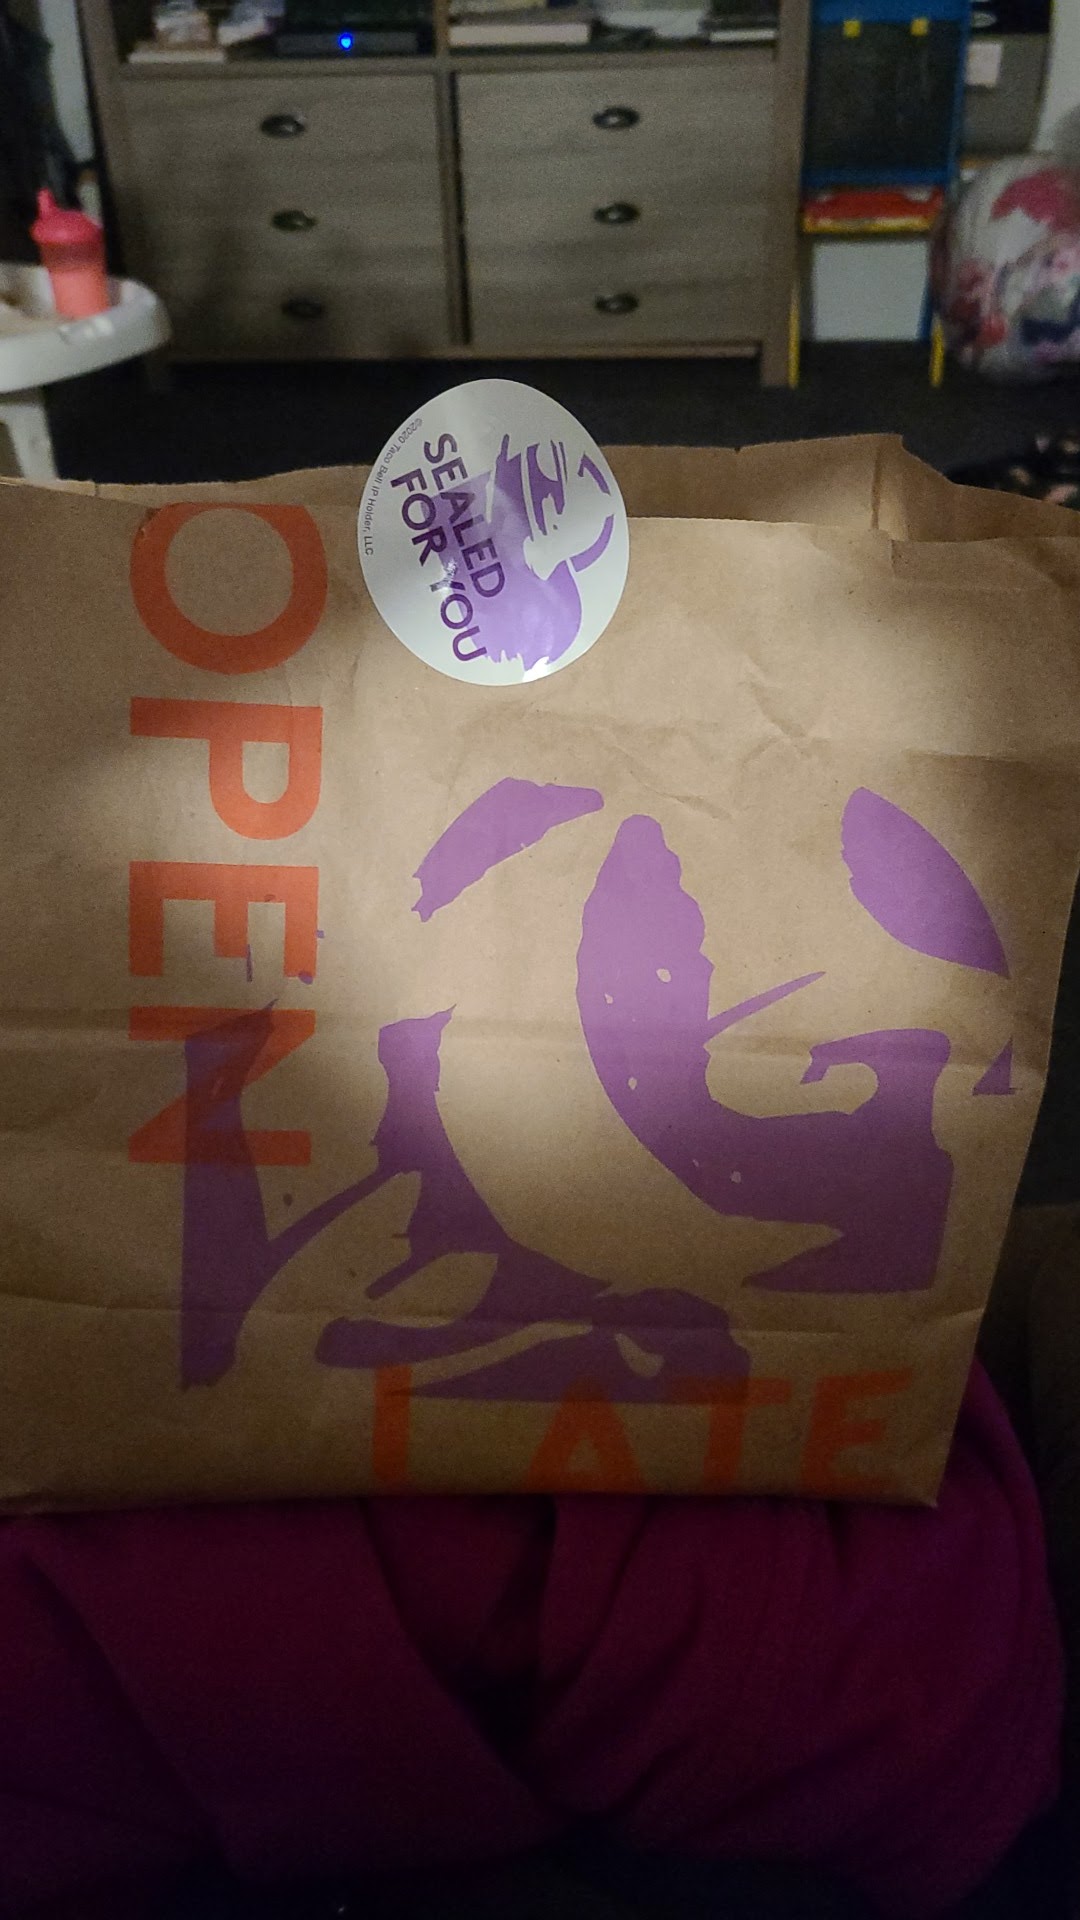 SEALED
FOR YOU
©2020 Taco Bell IP Holder, LLC
OPEN
LATE